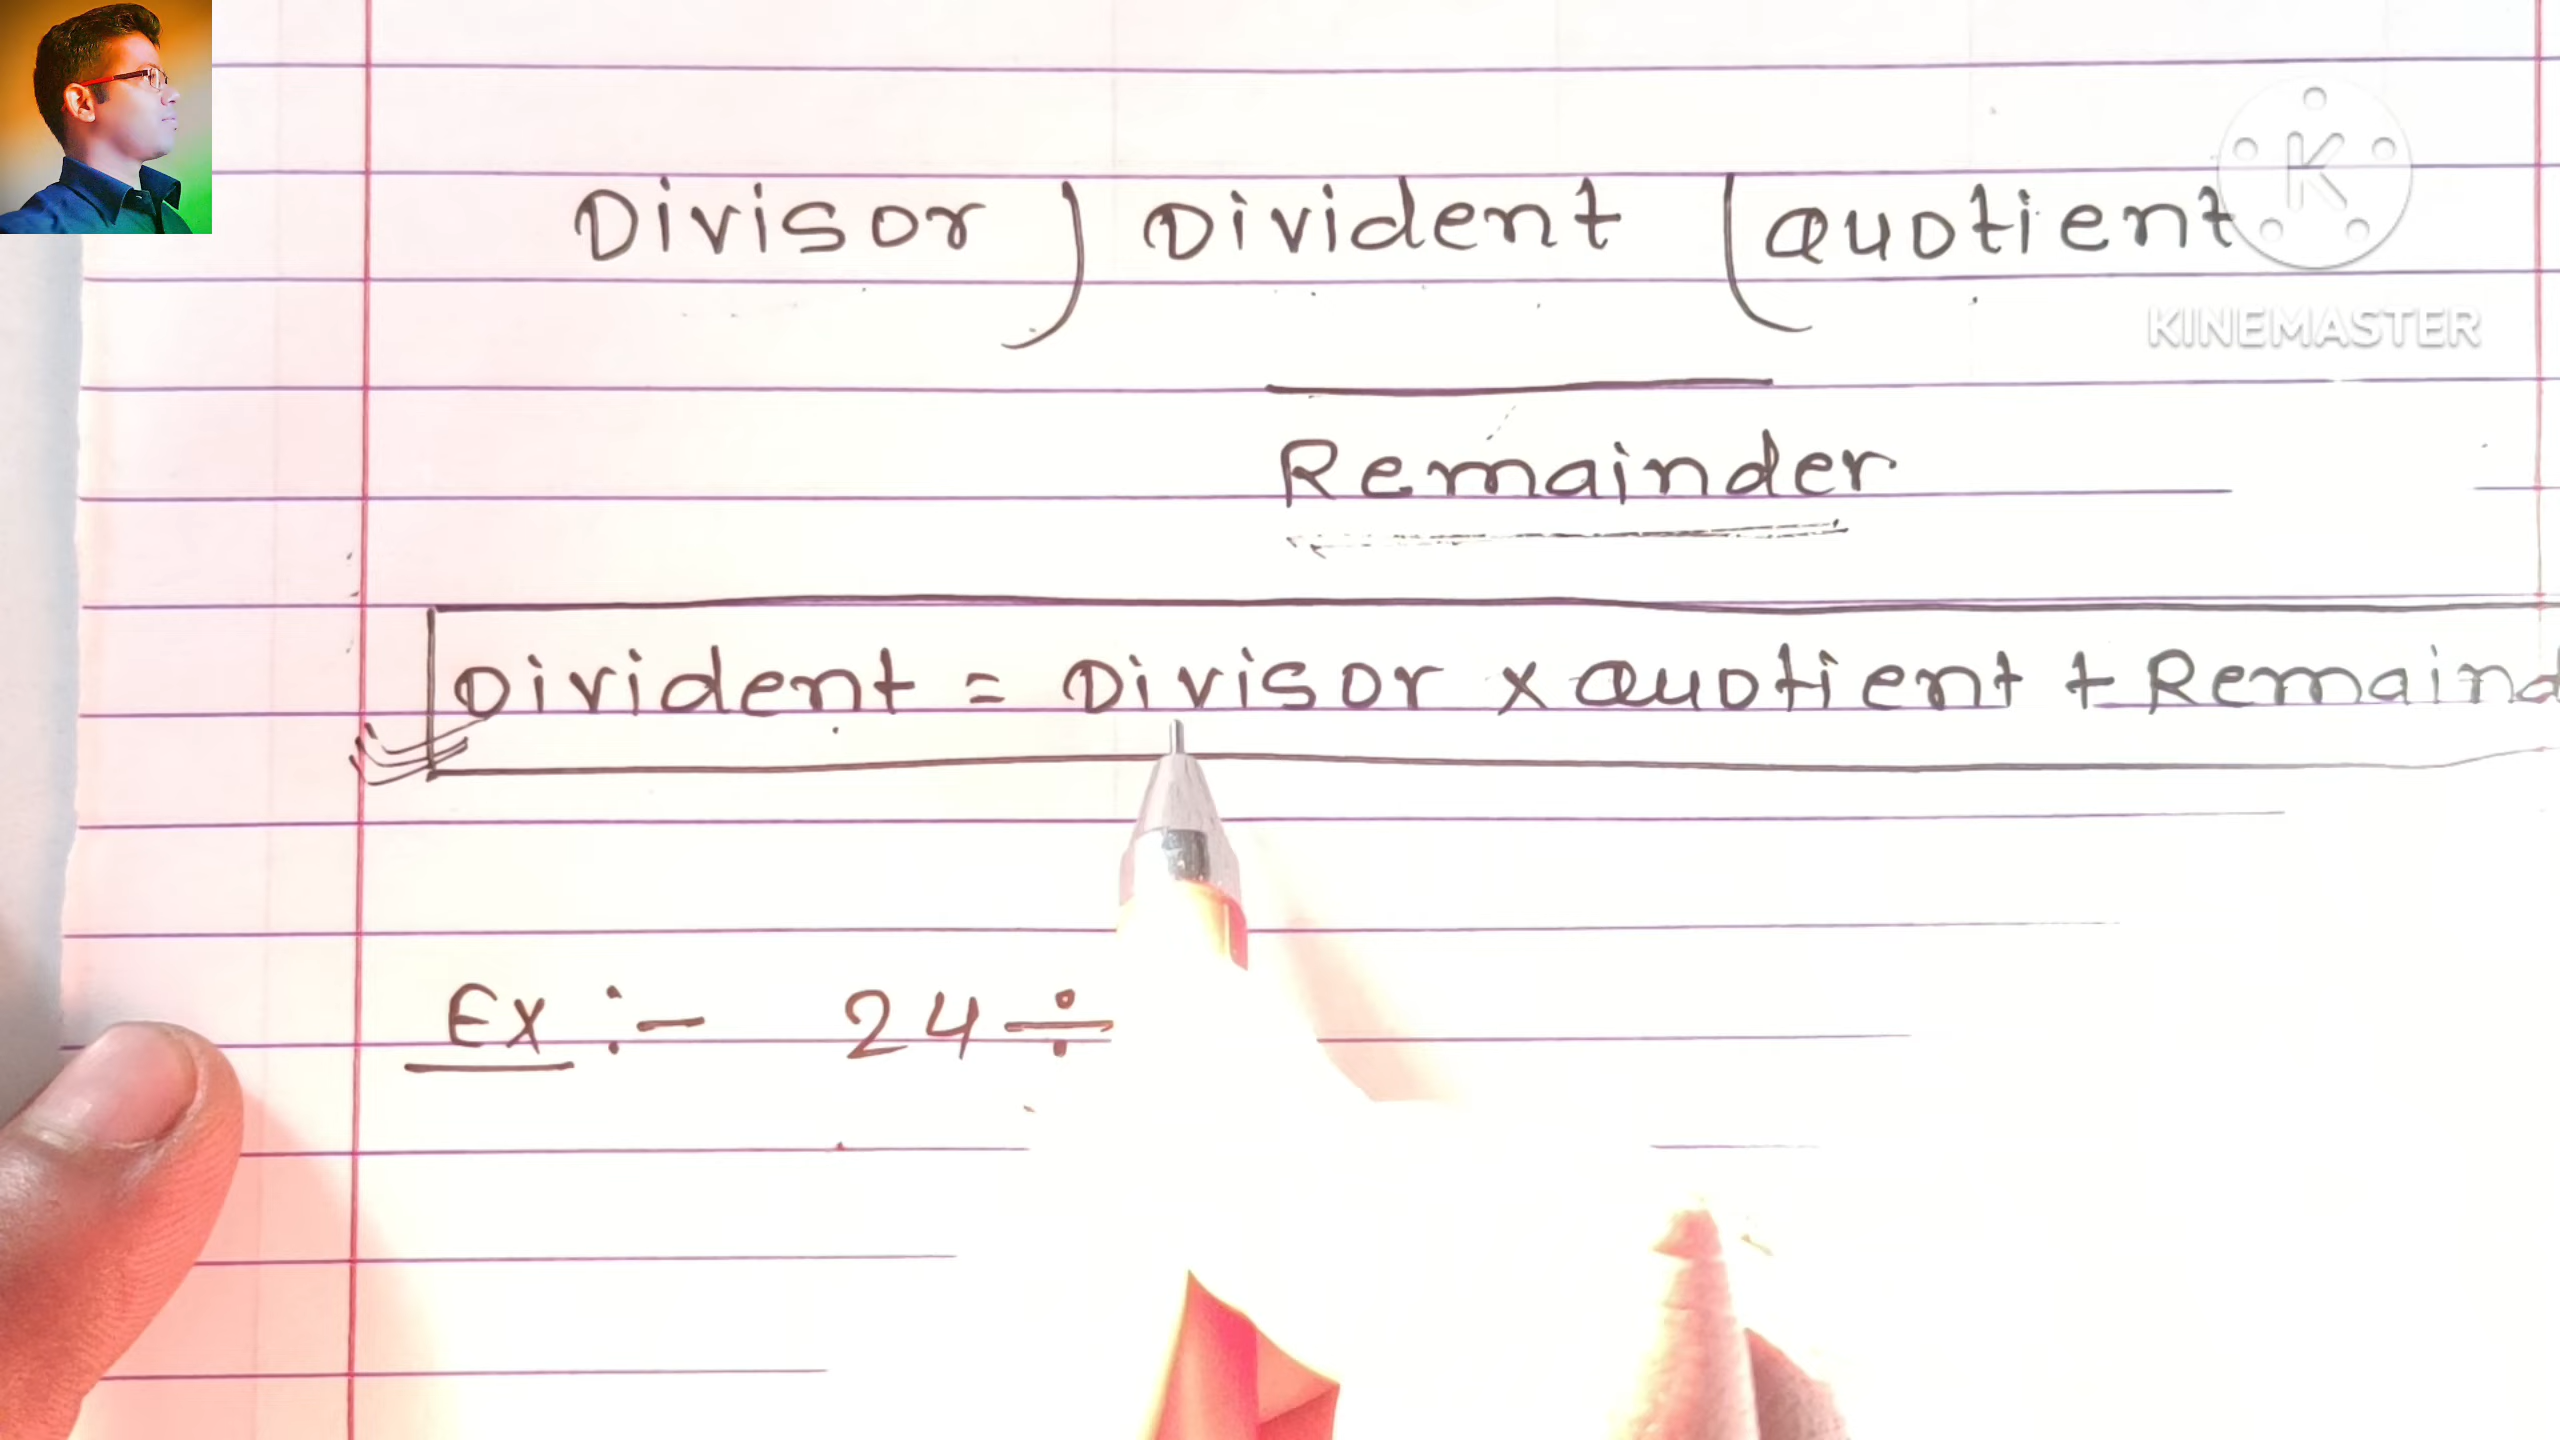 Divisor ) Divident ( Quotient
KINEMASTER
Remainder
Divident = Divisor × Quotient + Remaind
Ex :- 24 ÷